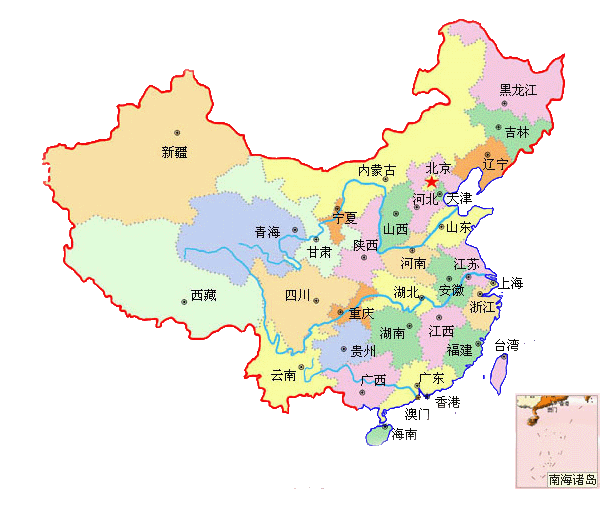 黑龙江
吉林
辽宁
新疆
内蒙古
北京
天津
河北
宁夏
山西
山东
青海
陕西
甘肃
河南
江苏
西藏
四川
湖北
安徽
上海
重庆
浙江
湖南
江西
贵州
福建
台湾
云南
广西
广东
香港
澳门
海南
南海诸岛